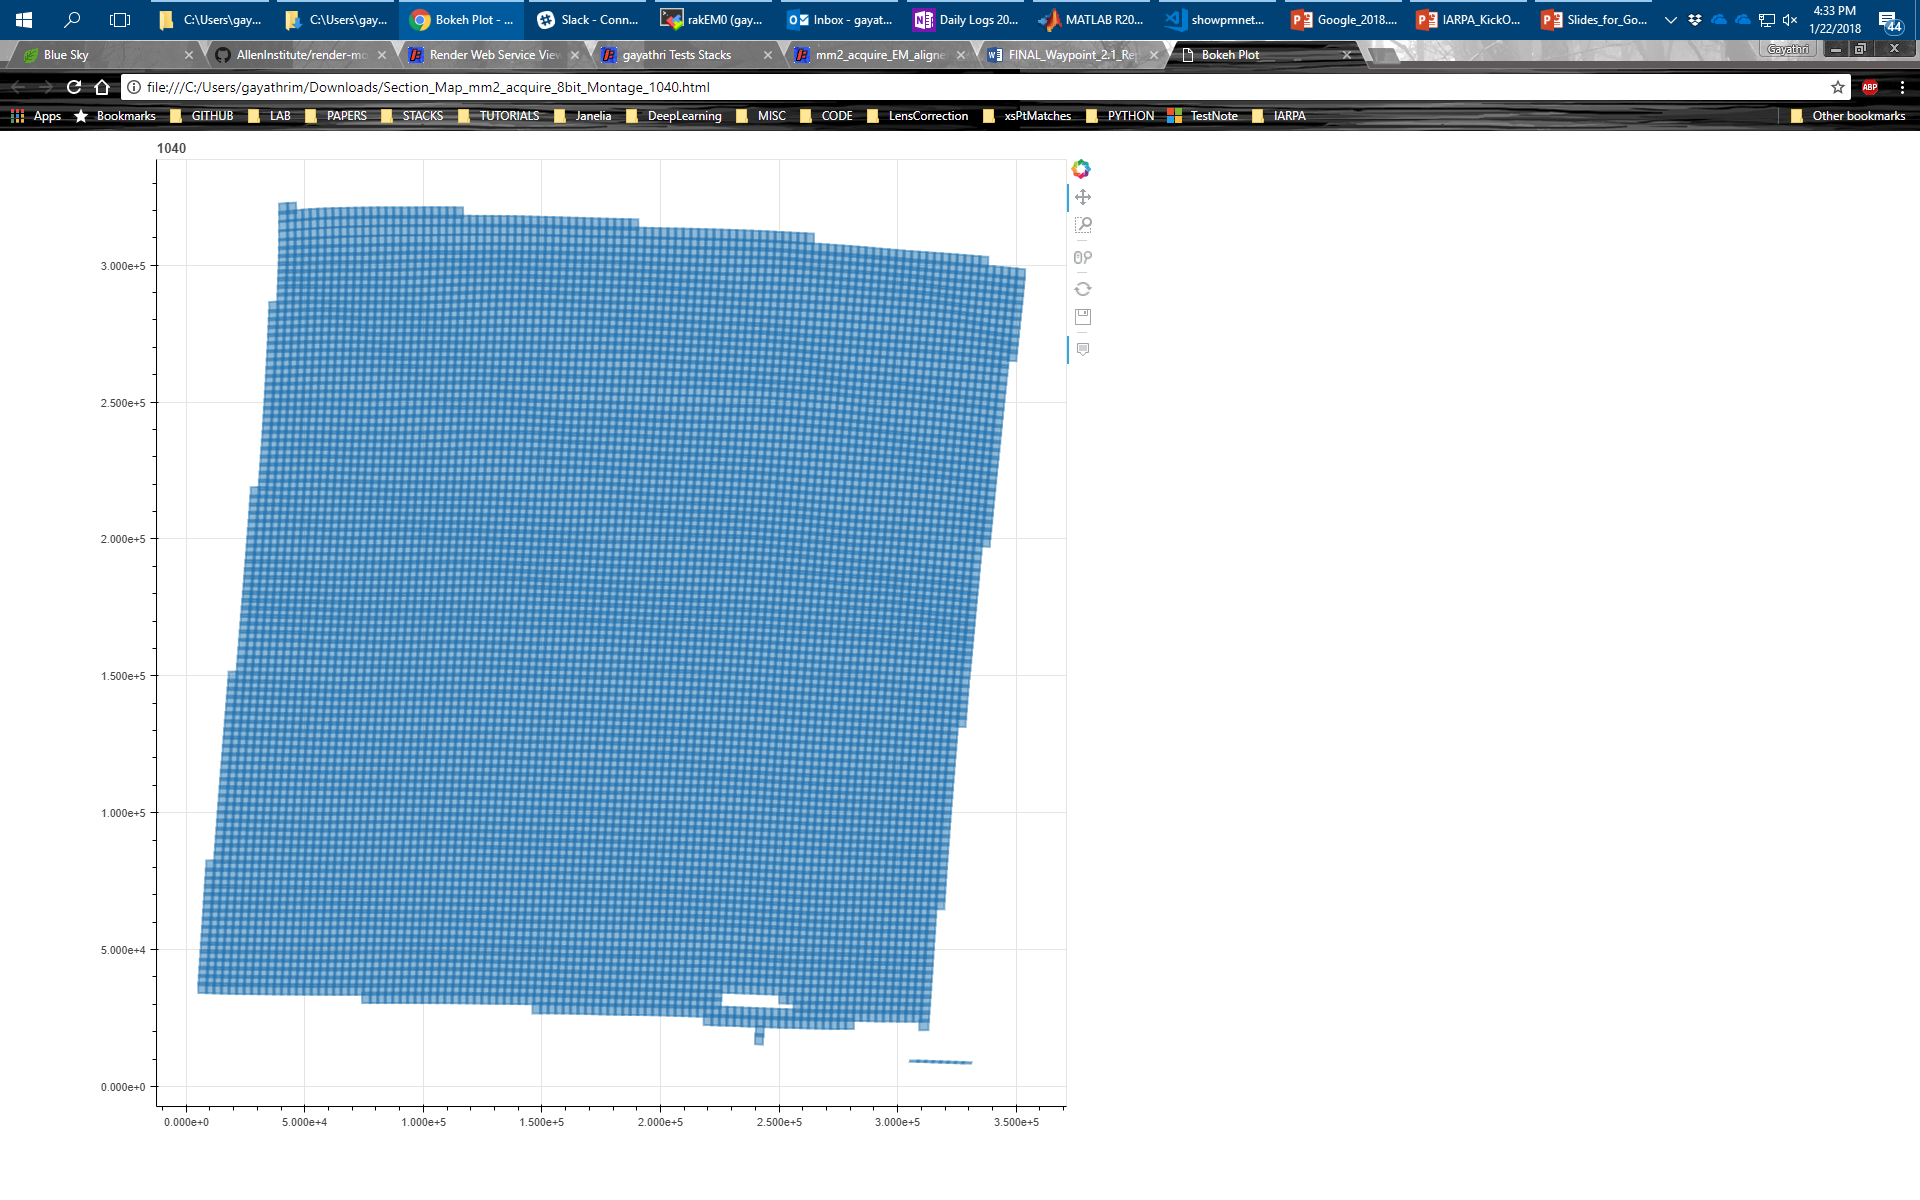 C:\Users\gay...
C:\Users\gay...
Bokeh Plot - ...
Slack - Conn...
rakEM0 (gay...
Inbox - gayat...
Daily Logs 20...
MATLAB R20...
showpmnet...
Google_2018....
IARPA_KickO...
Slides_for_Go...
4:33 PM
1/22/2018
44
Blue Sky
AllenInstitute/render-mo
Render Web Service View
gayathri Tests Stacks
mm2_acquire_EM_aligne
FINAL_Waypoint_2.1_Rep
Bokeh Plot
Gayathri
file:///C:/Users/gayathrim/Downloads/Section_Map_mm2_acquire_8bit_Montage_1040.html
ABP
Apps
Bookmarks
GITHUB
LAB
PAPERS
STACKS
TUTORIALS
Janelia
DeepLearning
MISC
CODE
LensCorrection
xsPtMatches
PYTHON
TestNote
IARPA
Other bookmarks
1040
3.000e+5
2.500e+5
2.000e+5
1.500e+5
1.000e+5
5.000e+4
0.000e+0
0.000e+0
5.000e+4
1.000e+5
1.500e+5
2.000e+5
2.500e+5
3.000e+5
3.500e+5